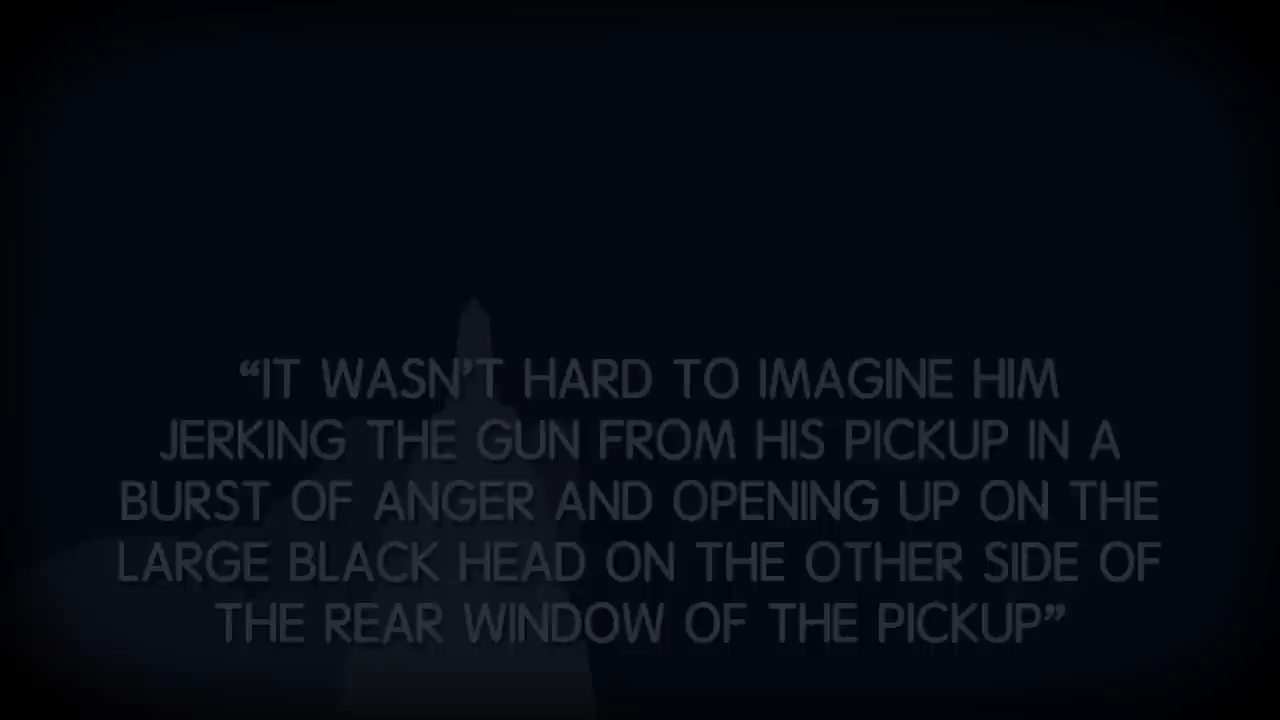 “IT WASN’T HARD TO IMAGINE HIM
JERKING THE GUN FROM HIS PICKUP IN A
BURST OF ANGER AND OPENING UP ON THE
LARGE BLACK HEAD ON THE OTHER SIDE OF
THE REAR WINDOW OF THE PICKUP”